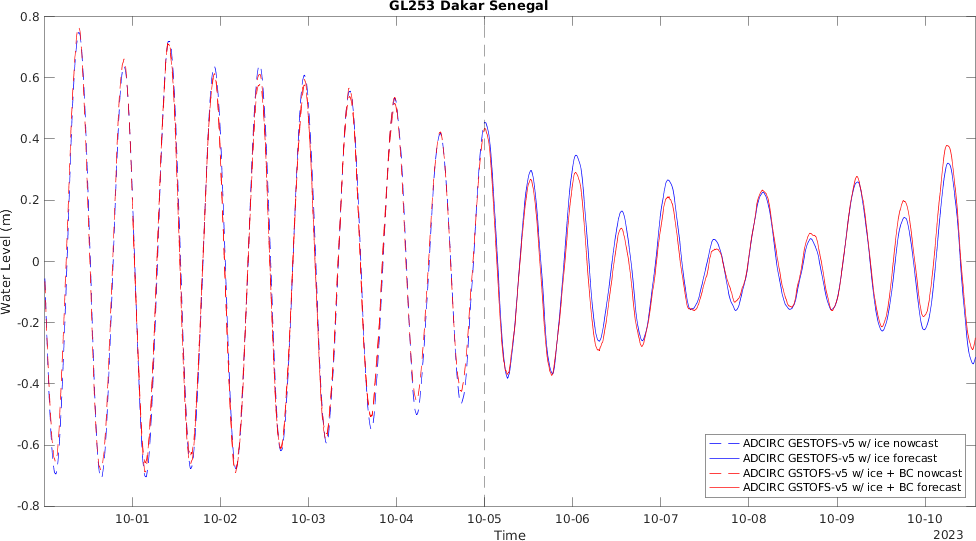 GL253 Dakar Senegal
0.8
0.6
0.4
0.2
0
-0.2
-0.4
-0.6
-0.8
Water Level (m)
ADCIRC GESTOFS-v5 w/ ice nowcast
ADCIRC GESTOFS-v5 w/ ice forecast
ADCIRC GSTOFS-v5 w/ ice + BC nowcast
ADCIRC GSTOFS-v5 w/ ice + BC forecast
10-01 10-02 10-03 10-04 10-05 10-06 10-07 10-08 10-09 10-10
Time
2023